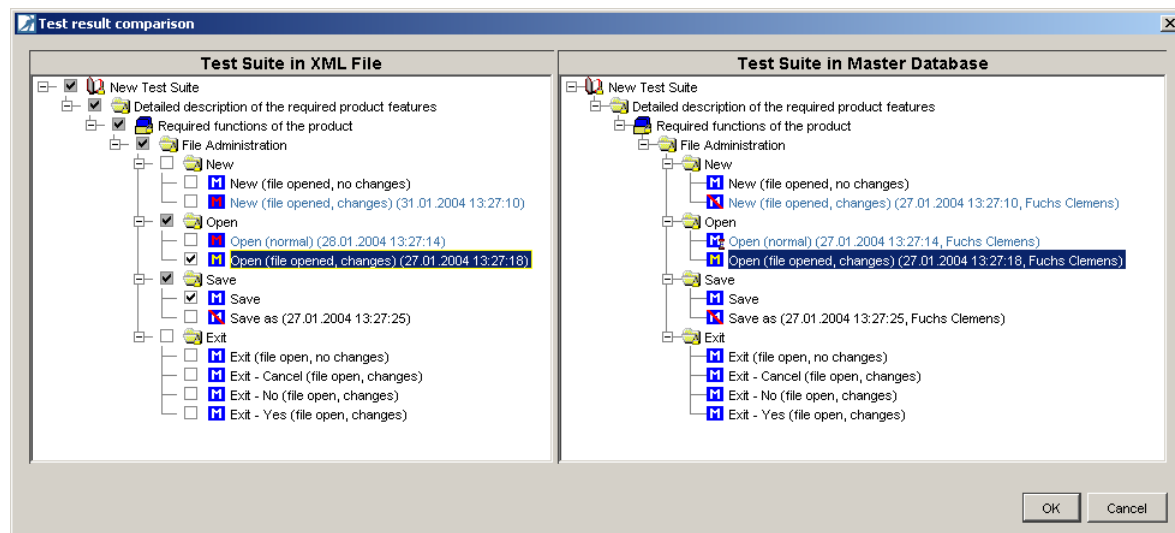 Test result comparison
Test Suite in XML File
New Test Suite
Detailed description of the required product features
Required functions of the product
File Administration
New
New (file opened, no changes)
New (file opened, changes) (31.01.2004 13:27:10)
Open
Open (normal) (28.01.2004 13:27:14)
Open (file opened, changes) (27.01.2004 13:27:18)
Save
Save
Save as (27.01.2004 13:27:25)
Exit
Exit (file open, no changes)
Exit - Cancel (file open, changes)
Exit - No (file open, changes)
Exit - Yes (file open, changes)
Test Suite in Master Database
New Test Suite
Detailed description of the required product features
Required functions of the product
File Administration
New
New (file opened, no changes)
New (file opened, changes) (27.01.2004 13:27:10, Fuchs Clemens)
Open
Open (normal) (27.01.2004 13:27:14, Fuchs Clemens)
Open (file opened, changes) (27.01.2004 13:27:18, Fuchs Clemens)
Save
Save
Save as (27.01.2004 13:27:25, Fuchs Clemens)
Exit
Exit (file open, no changes)
Exit - Cancel (file open, changes)
Exit - No (file open, changes)
Exit - Yes (file open, changes)
OK
Cancel